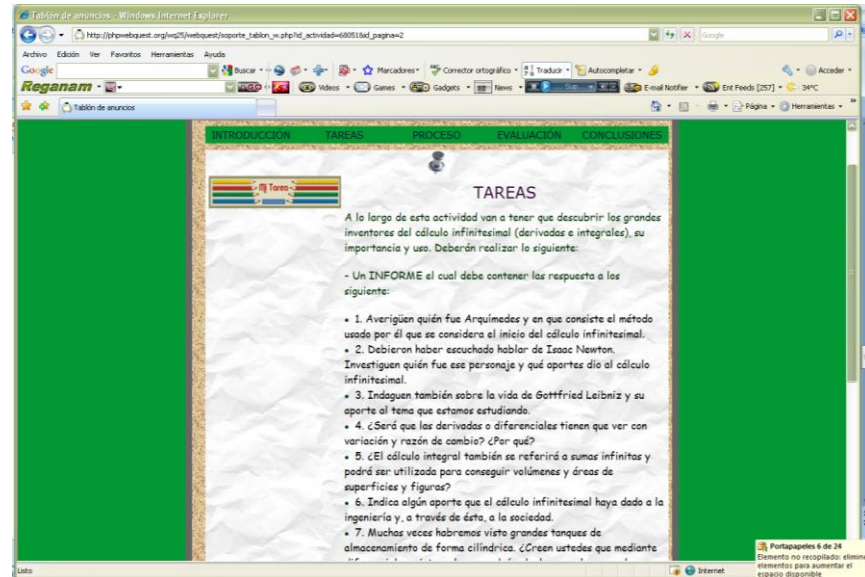 Tablón de anuncios - Windows Internet Explorer
http://phpwebquest.org/wq25/webquest/soporte_tablon_w.php?id_actividad=68051&id_pagina=2
Google
Archivo Edición Ver Favoritos Herramientas Ayuda
Google Buscar Marcadores Corrector ortográfico Traducir Autocompletar Acceder
Reganam Videos Games Gadgets News E-mail Notifier Ent Feeds [257] 34ºC
Tablón de anuncios Página Herramientas
INTRODUCCIÓN TAREAS PROCESO EVALUACIÓN CONCLUSIONES
Mi Tarea
TAREAS
A lo largo de esta actividad van a tener que descubrir los grandes
inventores del cálculo infinitesimal (derivadas e integrales), su
importancia y uso. Deberán realizar lo siguiente:
- Un INFORME el cual debe contener las respuesta a los
siguiente:
• 1. Averigüen quién fue Arquímedes y en que consiste el método
usado por él que se considera el inicio del cálculo infinitesimal.
• 2. Debieron haber escuchado hablar de Isaac Newton.
Investiguen quién fue ese personaje y qué aportes dio al cálculo
infinitesimal.
• 3. Indaguen también sobre la vida de Gottfried Leibniz y su
aporte al tema que estamos estudiando.
• 4. ¿Será que las derivadas o diferenciales tienen que ver con
variación y razón de cambio? ¿Por qué?
• 5. ¿El cálculo integral también se referirá a sumas infinitas y
podrá ser utilizada para conseguir volúmenes y áreas de
superficies y figuras?
• 6. Indica algún aporte que el cálculo infinitesimal haya dado a la
ingeniería y, a través de ésta, a la sociedad.
• 7. Muchas veces habremos visto grandes tanques de
almacenamiento de forma cilíndrica. ¿Creen ustedes que mediante
Listo
Internet
Portapapeles 6 de 24
Elemento no recopilado: elimine
elementos para aumentar el
espacio disponible